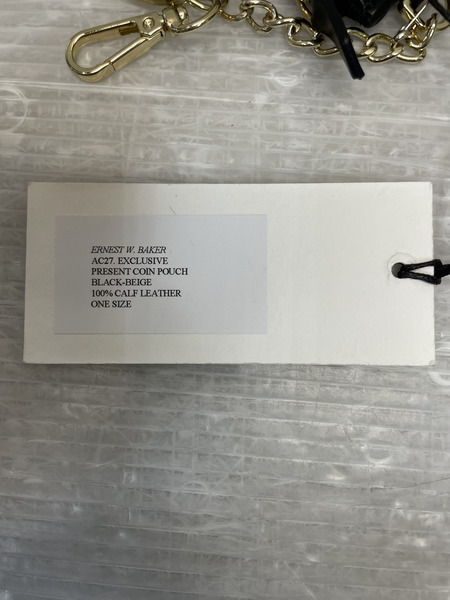 ERNEST W. BAKER
AC27. EXCLUSIVE
PRESENT COIN POUCH
BLACK-BEIGE
100% CALF LEATHER
ONE SIZE